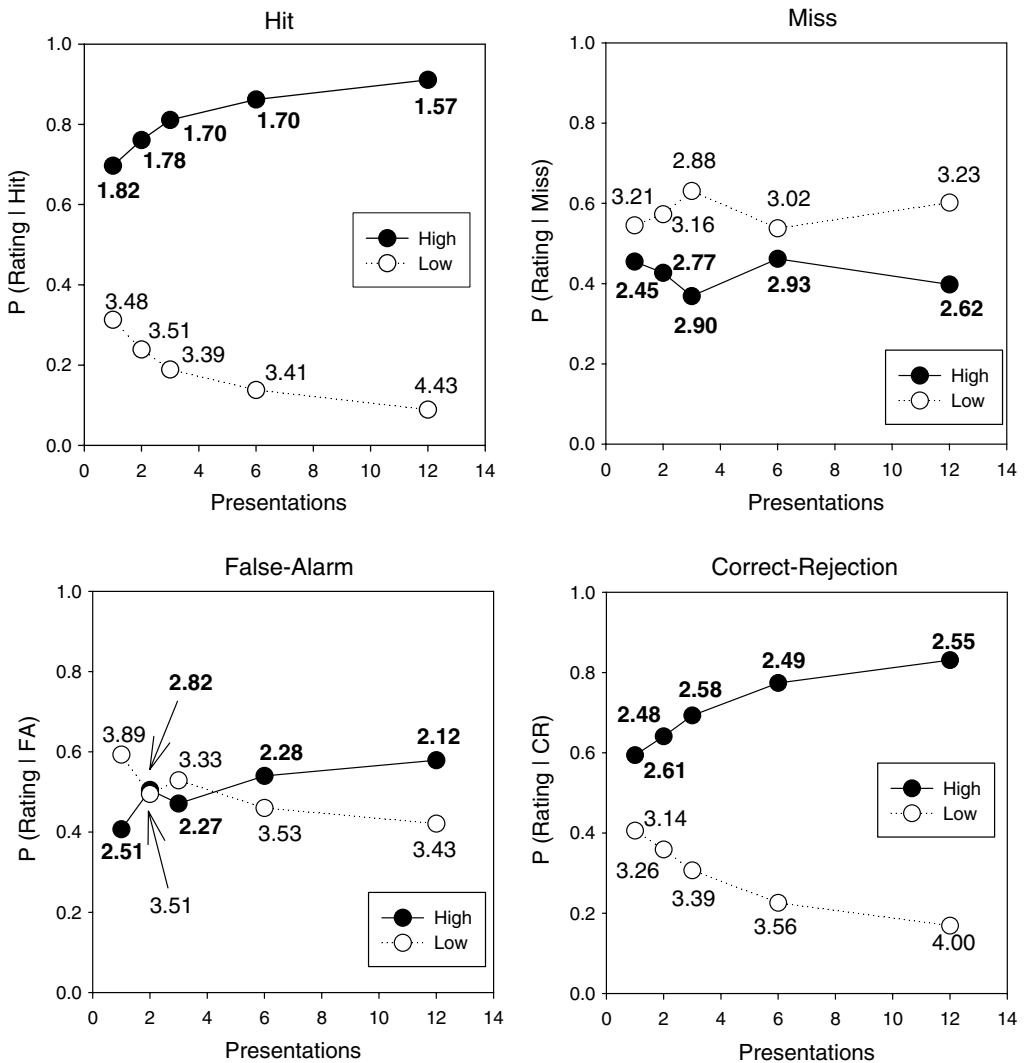 Hit
P (Rating | Hit)
1.0
0.8
0.6
0.4
0.2
0.0
1.82
1.78
1.70
1.70
1.57
High
Low
3.48
3.51
3.39
3.41
4.43
0 2 4 6 8 10 12 14
Presentations
Miss
P (Rating | Miss)
1.0
0.8
0.6
0.4
0.2
0.0
3.21
3.16
2.88
3.02
3.23
2.45
2.77
2.90
2.93
2.62
High
Low
0 2 4 6 8 10 12 14
Presentations
False-Alarm
P (Rating | FA)
1.0
0.8
0.6
0.4
0.2
0.0
2.82
3.89
3.33
2.28
2.12
2.51
2.27
3.53
3.43
3.51
High
Low
0 2 4 6 8 10 12 14
Presentations
Correct-Rejection
P (Rating | CR)
1.0
0.8
0.6
0.4
0.2
0.0
2.48
2.61
2.58
2.49
2.55
High
Low
3.14
3.26
3.39
3.56
4.00
0 2 4 6 8 10 12 14
Presentations